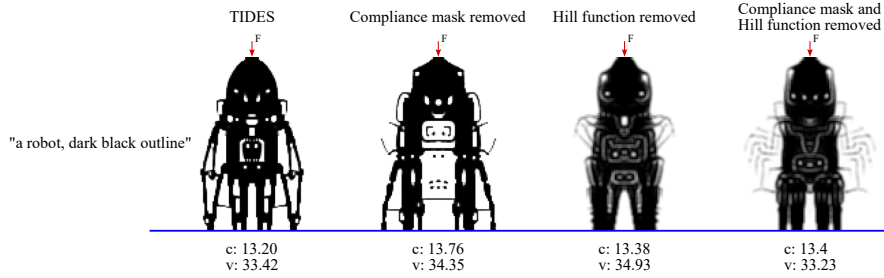 TIDES
Compliance mask removed
Hill function removed
Compliance mask and
Hill function removed
F
F
F
F
"a robot, dark black outline"
c: 13.20
v: 33.42
c: 13.76
v: 34.35
c: 13.38
v: 34.93
c: 13.4
v: 33.23